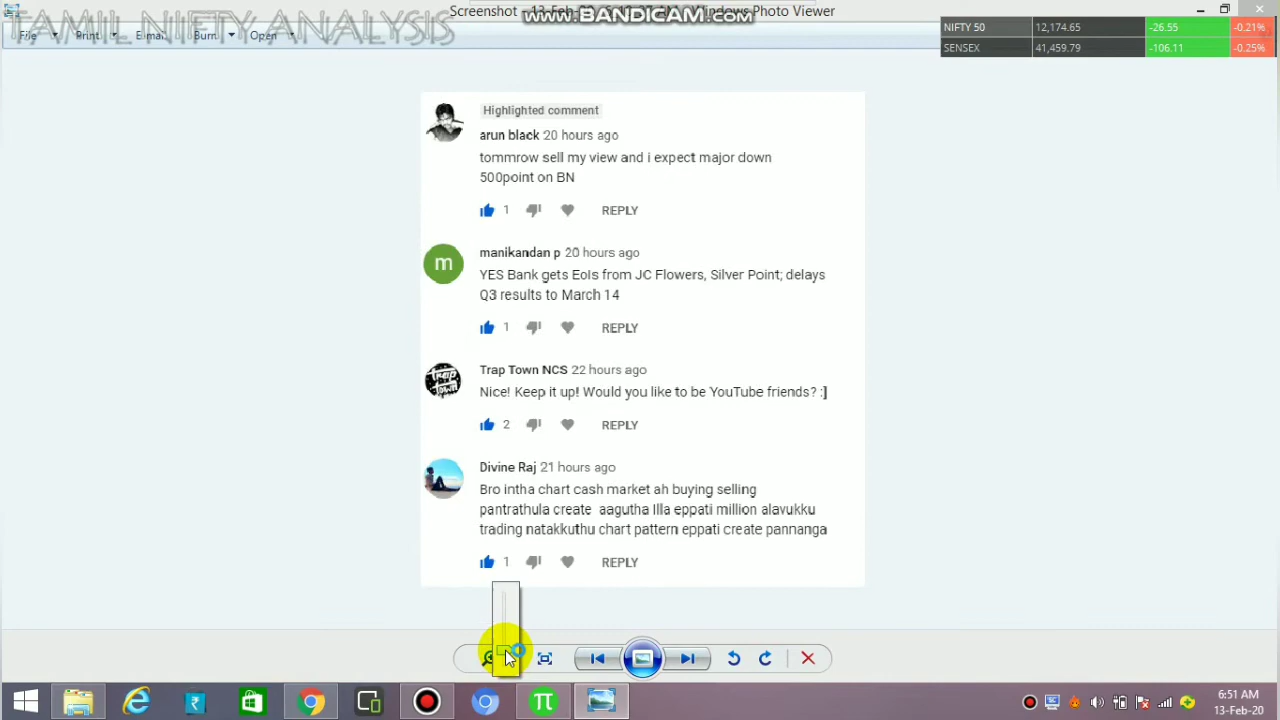 TAMIL NIFTY ANALYSIS
Screenshot
www.BANDICAM.com
Windows Photo Viewer
File Print E-mail Burn Open
NIFTY 50 12,174.65 -26.55 -0.21%
SENSEX 41,459.79 -106.11 -0.25%
Highlighted comment
arun black 20 hours ago
tommrow sell my view and i expect major down
500point on BN
1 REPLY
manikandan p 20 hours ago
m
YES Bank gets EoIs from JC Flowers, Silver Point; delays
Q3 results to March 14
1 REPLY
Trap Town NCS 22 hours ago
Trap
Town
Nice! Keep it up! Would you like to be YouTube friends? :]
2 REPLY
Divine Raj 21 hours ago
Bro intha chart cash market ah buying selling
pantrathula create aagutha Illa eppati million alavukku
trading natakkuthu chart pattern eppati create pannanga
1 REPLY
6:51 AM
13-Feb-20